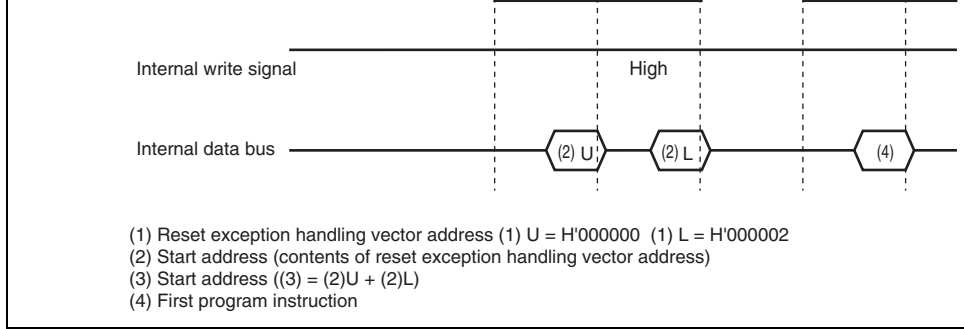 Internal write signal High
Internal data bus (2) U (2) L (4)
(1) Reset exception handling vector address (1) U = H'000000  (1) L = H'000002
(2) Start address (contents of reset exception handling vector address)
(3) Start address ((3) = (2)U + (2)L)
(4) First program instruction